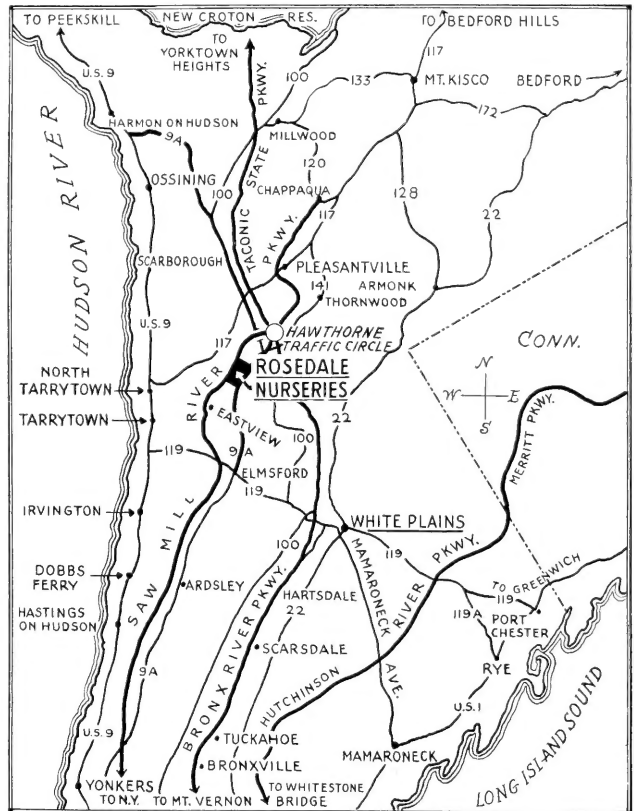 TO PEEKSKILL
NEW CROTON RES.
TO BEDFORD HILLS
TO
YORKTOWN
HEIGHTS
117
U.S.9
100
133
MT. KISCO
BEDFORD
PKWY.
HARMON ON HUDSON
9A
172
MILLWOOD
HUDSON RIVER
STATE
120
OSSINING
100
CHAPPAQUA
128
22
117
TACONIC
PKWY.
SCARBOROUGH
PLEASANTVILLE
141
ARMONK
THORNWOOD
U.S.9
HAWTHORNE
TRAFFIC CIRCLE
117
CONN.
ROSEDALE
NURSERIES
N
W E
S
NORTH
TARRYTOWN
RIVER
MERRITT PKWY.
TARRYTOWN
EASTVIEW
22
100
9A
119
ELMSFORD
119
IRVINGTON
WHITE PLAINS
SAW MILL
100
119
PKWY.
DOBBS
FERRY
ARDSLEY
HARTSDALE
MAMARONECK
RIVER
TO GREENWICH
119
22
119A
PORT
CHESTER
HASTINGS
ON HUDSON
BRONX RIVER PKWY.
SCARSDALE
RYE
9A
AVE.
HUTCHINSON
U.S.1
U.S.9
TUCKAHOE
MAMARONECK
BRONXVILLE
LONG ISLAND SOUND
YONKERS
TO N.Y.
TO MT. VERNON
TO WHITESTONE
BRIDGE